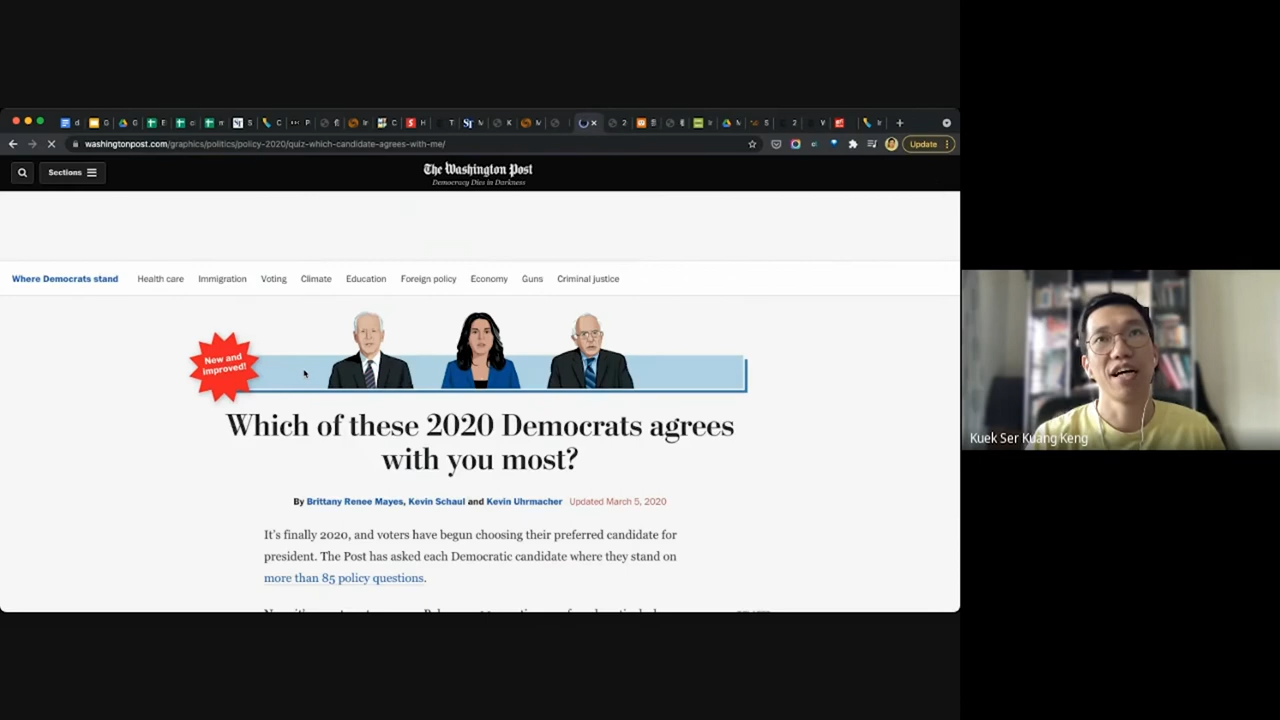 washingtonpost.com/graphics/politics/policy-2020/quiz-which-candidate-agrees-with-me/
Update
Sections
The Washington Post
Democracy Dies in Darkness
Where Democrats stand Health care Immigration Voting Climate Education Foreign policy Economy Guns Criminal justice
New and
improved!
Which of these 2020 Democrats agrees
with you most?
By Brittany Renee Mayes, Kevin Schaul and Kevin Uhrmacher Updated March 5, 2020
It's finally 2020, and voters have begun choosing their preferred candidate for
president. The Post has asked each Democratic candidate where they stand on
more than 85 policy questions.
Kuek Ser Kuang Keng